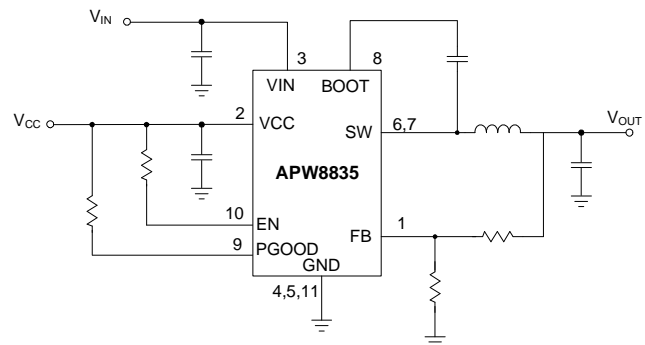 VIN
3
8
VIN
BOOT
VCC
2
VCC
SW
6,7
VOUT
APW8835
10
EN
FB
1
9
PGOOD
GND
4,5,11